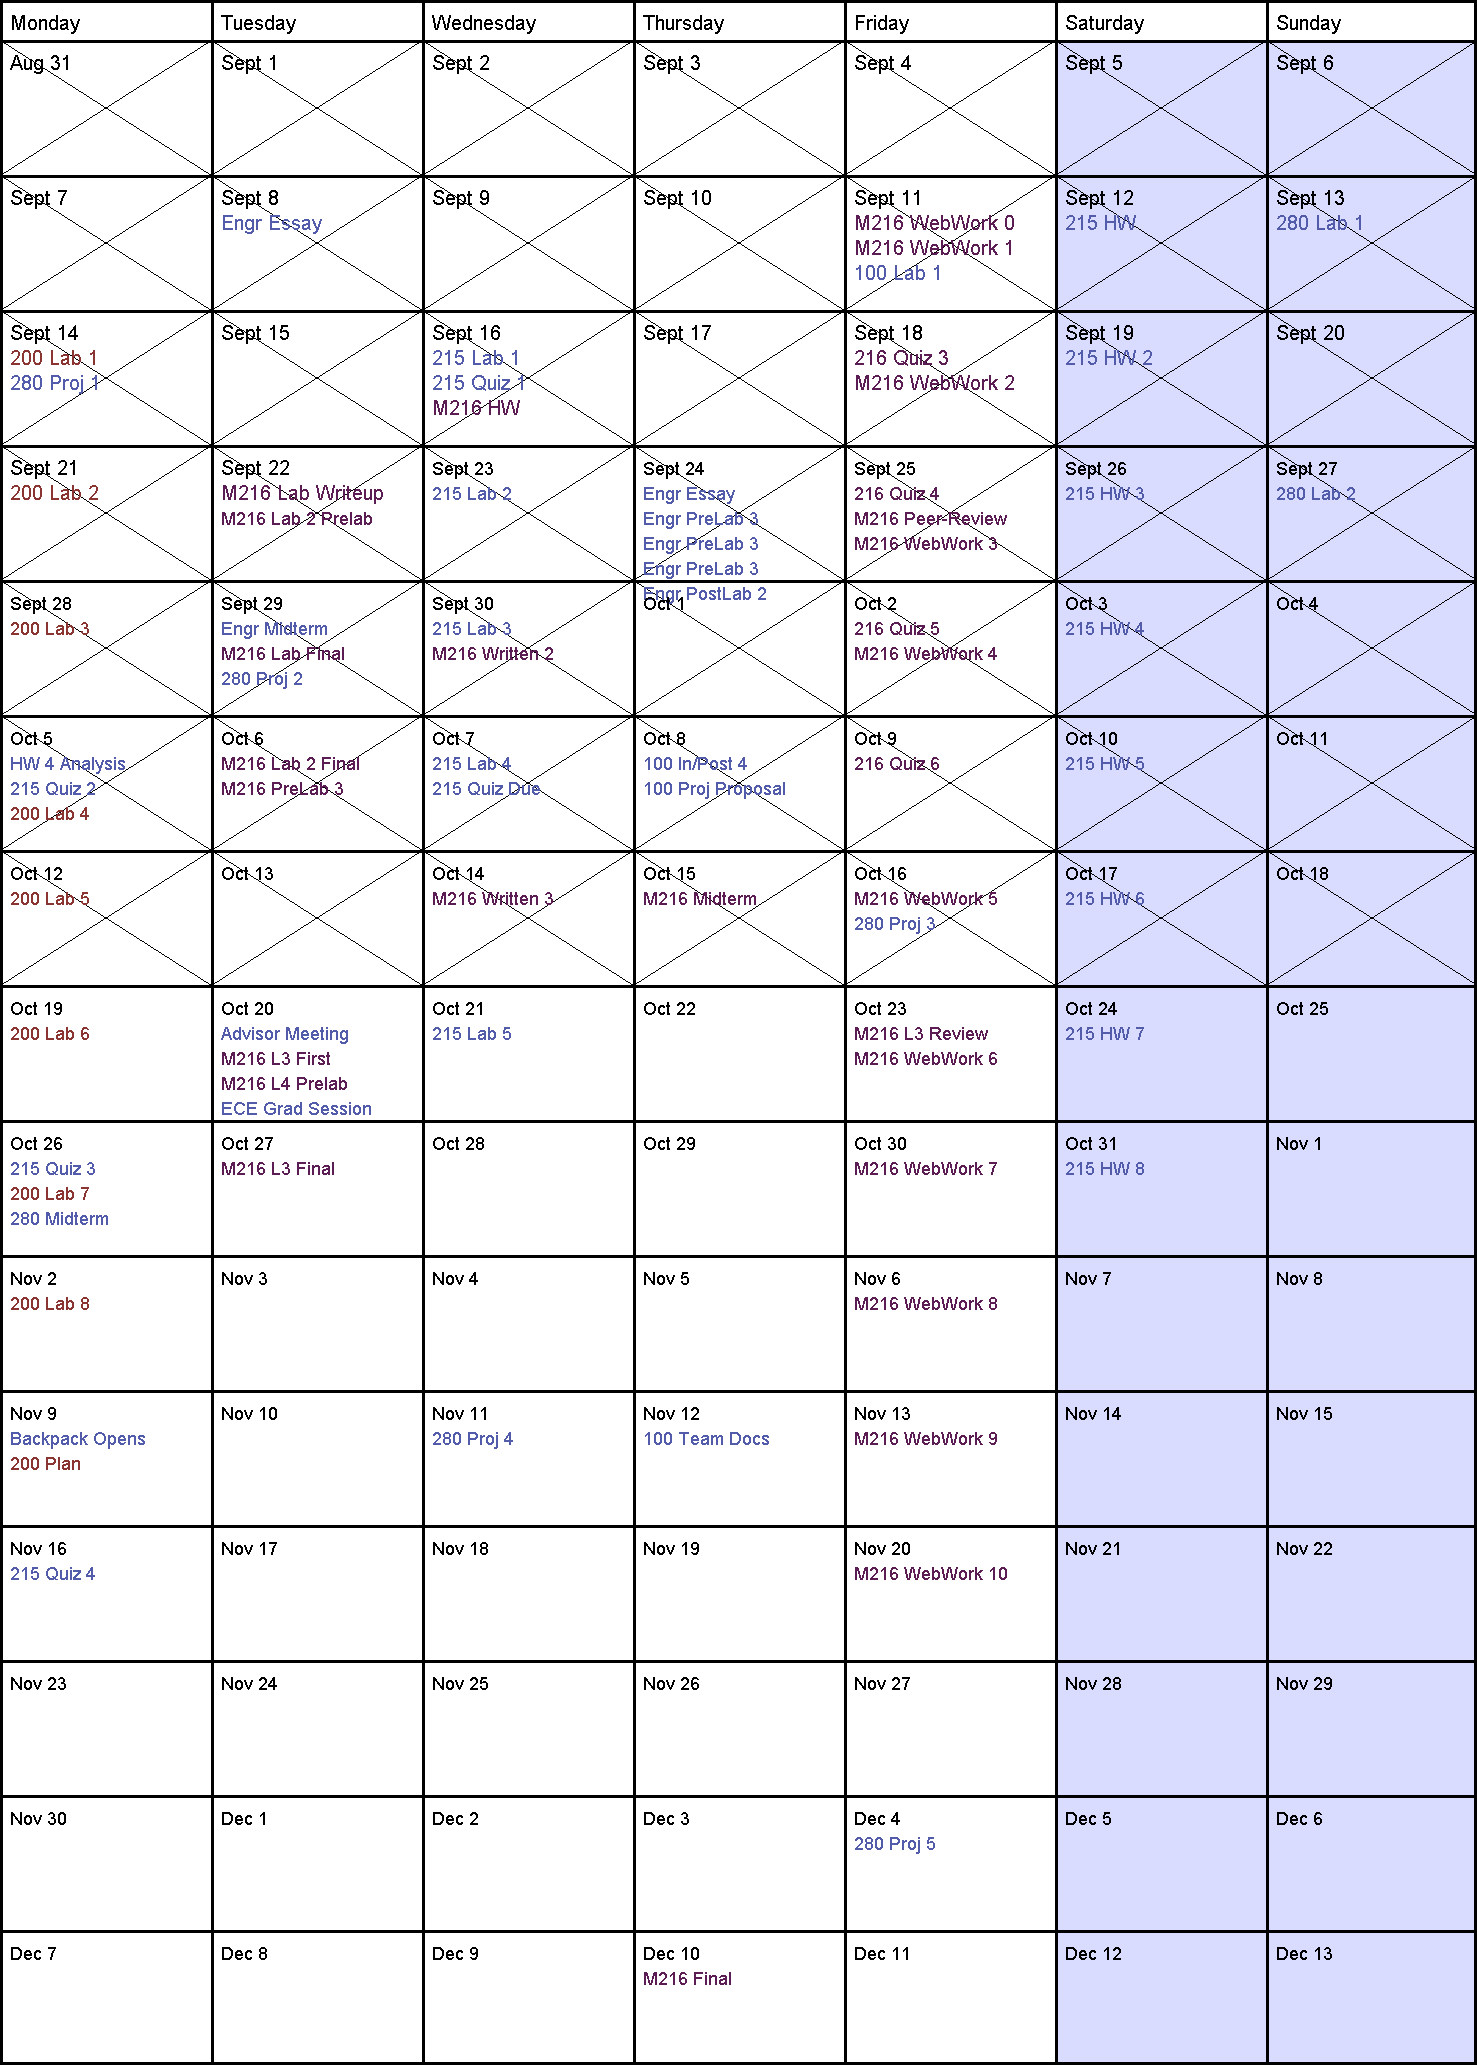 Monday
Tuesday
Wednesday
Thursday
Friday
Saturday
Sunday
Aug 31
Sept 1
Sept 2
Sept 3
Sept 4
Sept 5
Sept 6
Sept 7
Sept 8
Engr Essay
Sept 9
Sept 10
Sept 11
M216 WebWork 0
M216 WebWork 1
100 Lab 1
Sept 12
215 HW
Sept 13
280 Lab 1
Sept 14
200 Lab 1
280 Proj 1
Sept 15
Sept 16
215 Lab 1
215 Quiz 1
M216 HW
Sept 17
Sept 18
216 Quiz 3
M216 WebWork 2
Sept 19
215 HW 2
Sept 20
Sept 21
200 Lab 2
Sept 22
M216 Lab Writeup
M216 Lab 2 Prelab
Sept 23
215 Lab 2
Sept 24
Engr Essay
Engr PreLab 3
Engr PreLab 3
Engr PreLab 3
Engr PostLab 2
Sept 25
216 Quiz 4
M216 Peer-Review
M216 WebWork 3
Sept 26
215 HW 3
Sept 27
280 Lab 2
Sept 28
200 Lab 3
Sept 29
Engr Midterm
M216 Lab Final
280 Proj 2
Sept 30
215 Lab 3
M216 Written 2
Oct 1
Oct 2
216 Quiz 5
M216 WebWork 4
Oct 3
215 HW 4
Oct 4
Oct 5
HW 4 Analysis
215 Quiz 2
200 Lab 4
Oct 6
M216 Lab 2 Final
M216 PreLab 3
Oct 7
215 Lab 4
215 Quiz Due
Oct 8
100 In/Post 4
100 Proj Proposal
Oct 9
216 Quiz 6
Oct 10
215 HW 5
Oct 11
Oct 12
200 Lab 5
Oct 13
Oct 14
M216 Written 3
Oct 15
M216 Midterm
Oct 16
M216 WebWork 5
280 Proj 3
Oct 17
215 HW 6
Oct 18
Oct 19
200 Lab 6
Oct 20
Advisor Meeting
M216 L3 First
M216 L4 Prelab
ECE Grad Session
Oct 21
215 Lab 5
Oct 22
Oct 23
M216 L3 Review
M216 WebWork 6
Oct 24
215 HW 7
Oct 25
Oct 26
215 Quiz 3
200 Lab 7
280 Midterm
Oct 27
M216 L3 Final
Oct 28
Oct 29
Oct 30
M216 WebWork 7
Oct 31
215 HW 8
Nov 1
Nov 2
200 Lab 8
Nov 3
Nov 4
Nov 5
Nov 6
M216 WebWork 8
Nov 7
Nov 8
Nov 9
Backpack Opens
200 Plan
Nov 10
Nov 11
280 Proj 4
Nov 12
100 Team Docs
Nov 13
M216 WebWork 9
Nov 14
Nov 15
Nov 16
215 Quiz 4
Nov 17
Nov 18
Nov 19
Nov 20
M216 WebWork 10
Nov 21
Nov 22
Nov 23
Nov 24
Nov 25
Nov 26
Nov 27
Nov 28
Nov 29
Nov 30
Dec 1
Dec 2
Dec 3
Dec 4
280 Proj 5
Dec 5
Dec 6
Dec 7
Dec 8
Dec 9
Dec 10
M216 Final
Dec 11
Dec 12
Dec 13